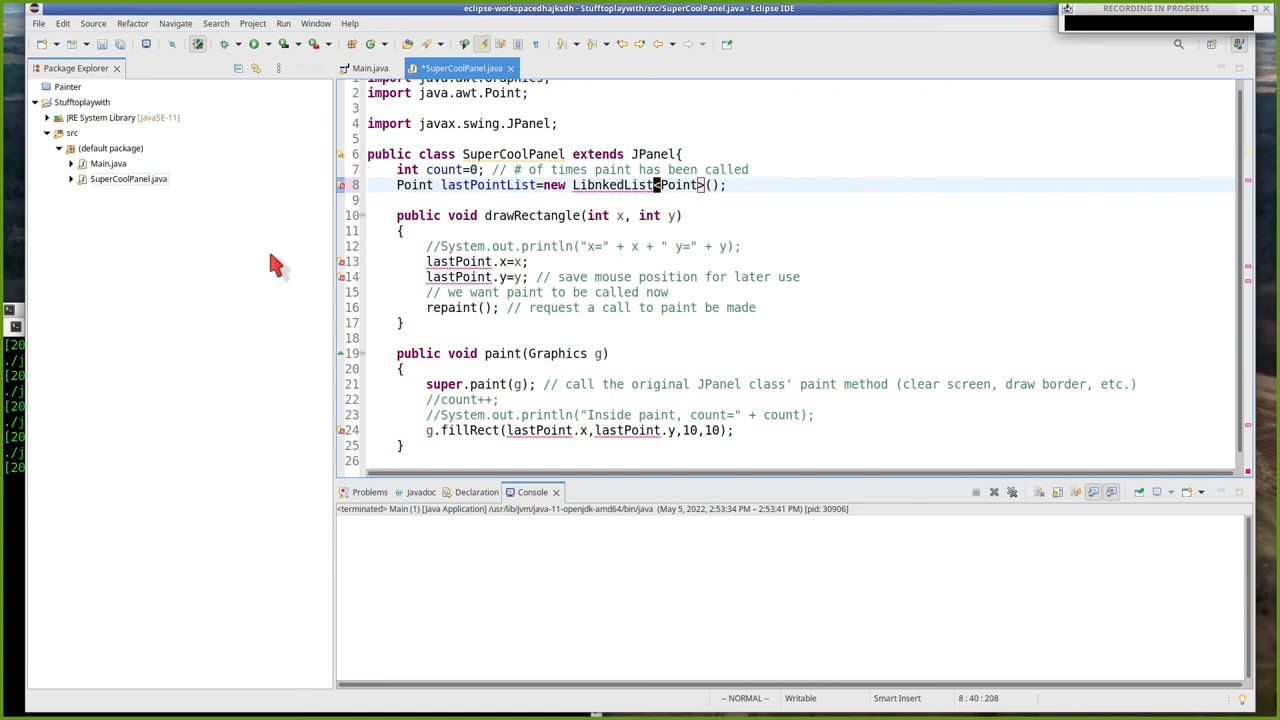 eclipse-workspacedhajksdh - Stufftoplaywith/src/SuperCoolPanel.java - Eclipse IDE
RECORDING IN PROGRESS
File Edit Source Refactor Navigate Search Project Run Window Help
Package Explorer
Main.java *SuperCoolPanel.java
Painter
Stufftoplaywith
JRE System Library [JavaSE-11]
src
(default package)
Main.java
SuperCoolPanel.java
1 import java.awt.Graphics;
2 import java.awt.Point;
3
4 import javax.swing.JPanel;
5
6 public class SuperCoolPanel extends JPanel{
7 int count=0; // # of times paint has been called
8 Point lastPointList=new LibnkedList<Point>();
9
10 public void drawRectangle(int x, int y)
11 {
12 //System.out.println("x=" + x + " y=" + y);
13 lastPoint.x=x;
14 lastPoint.y=y; // save mouse position for later use
15 // we want paint to be called now
16 repaint(); // request a call to paint be made
17 }
18
19 public void paint(Graphics g)
20 {
21 super.paint(g); // call the original JPanel class' paint method (clear screen, draw border, etc.)
22 //count++;
23 //System.out.println("Inside paint, count=" + count);
24 g.fillRect(lastPoint.x,lastPoint.y,10,10);
25 }
26
[20
./j
[20
./j
[20
./j
[20
./j
[20
Problems Javadoc Declaration Console
<terminated> Main (1) [Java Application] /usr/lib/jvm/java-11-openjdk-amd64/bin/java (May 5, 2022, 2:53:34 PM – 2:53:41 PM) [pid: 30906]
-- NORMAL -- Writable Smart Insert 8 : 40 : 208